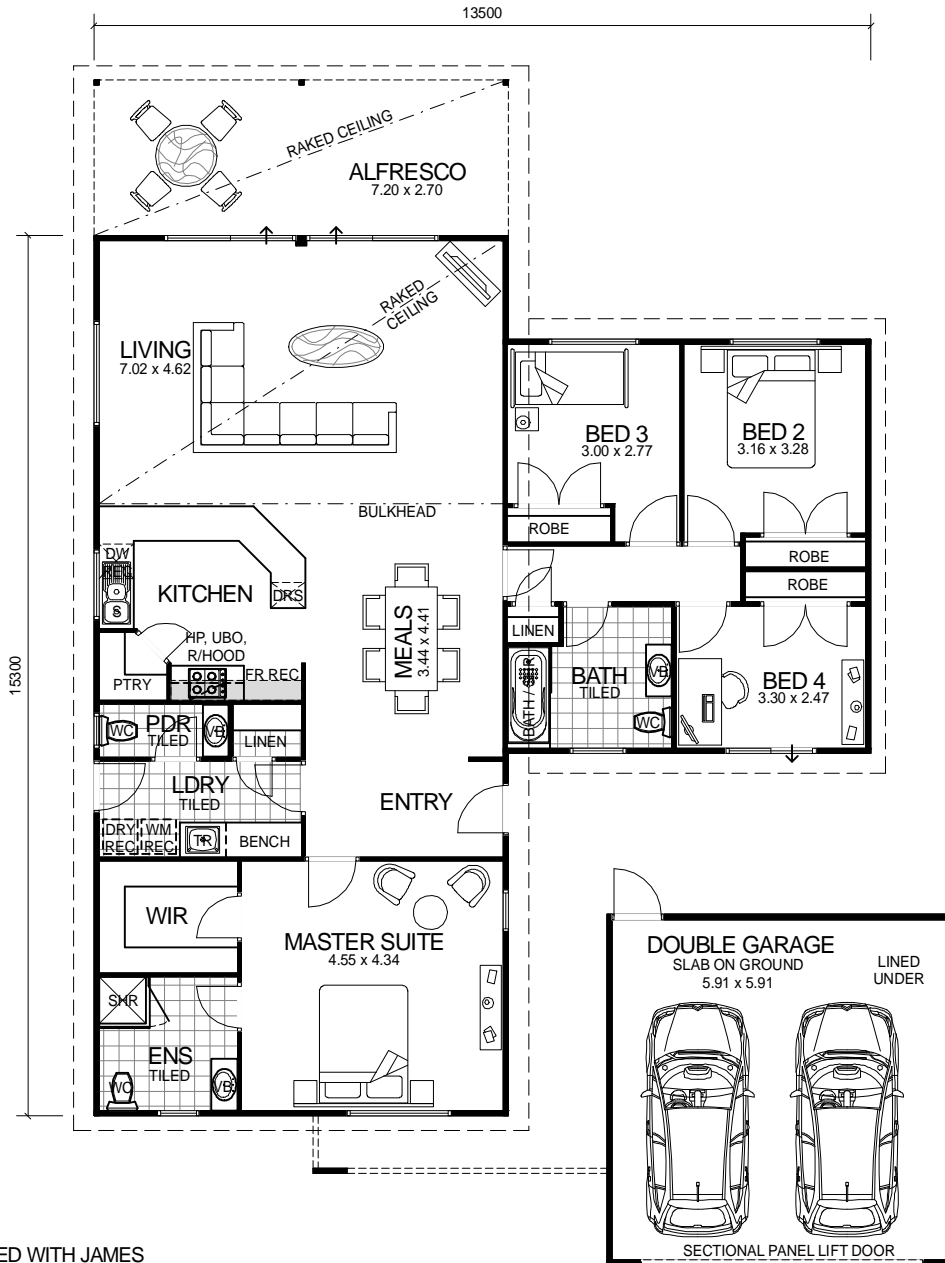 13500
RAKED CEILING
ALFRESCO
7.20 x 2.70
RAKED
CEILING
LIVING
7.02 x 4.62
BED 3
3.00 x 2.77
BED 2
3.16 x 3.28
BULKHEAD
ROBE
ROBE
ROBE
DW
REC
S
KITCHEN
DRS
MEALS
3.44 x 4.41
HP, UBO,
R/HOOD
FR REC
PTRY
LINEN
BATH / SHR
BATH
TILED
VB
WC
BED 4
3.30 x 2.47
15300
WC
PDR
TILED
VB
LINEN
LDRY
TILED
ENTRY
DRY
REC
WM
REC
TR
BENCH
WIR
MASTER SUITE
4.55 x 4.34
SHR
ENS
TILED
WC
VB
DOUBLE GARAGE
SLAB ON GROUND
5.91 x 5.91
LINED
UNDER
SECTIONAL PANEL LIFT DOOR
ED WITH JAMES